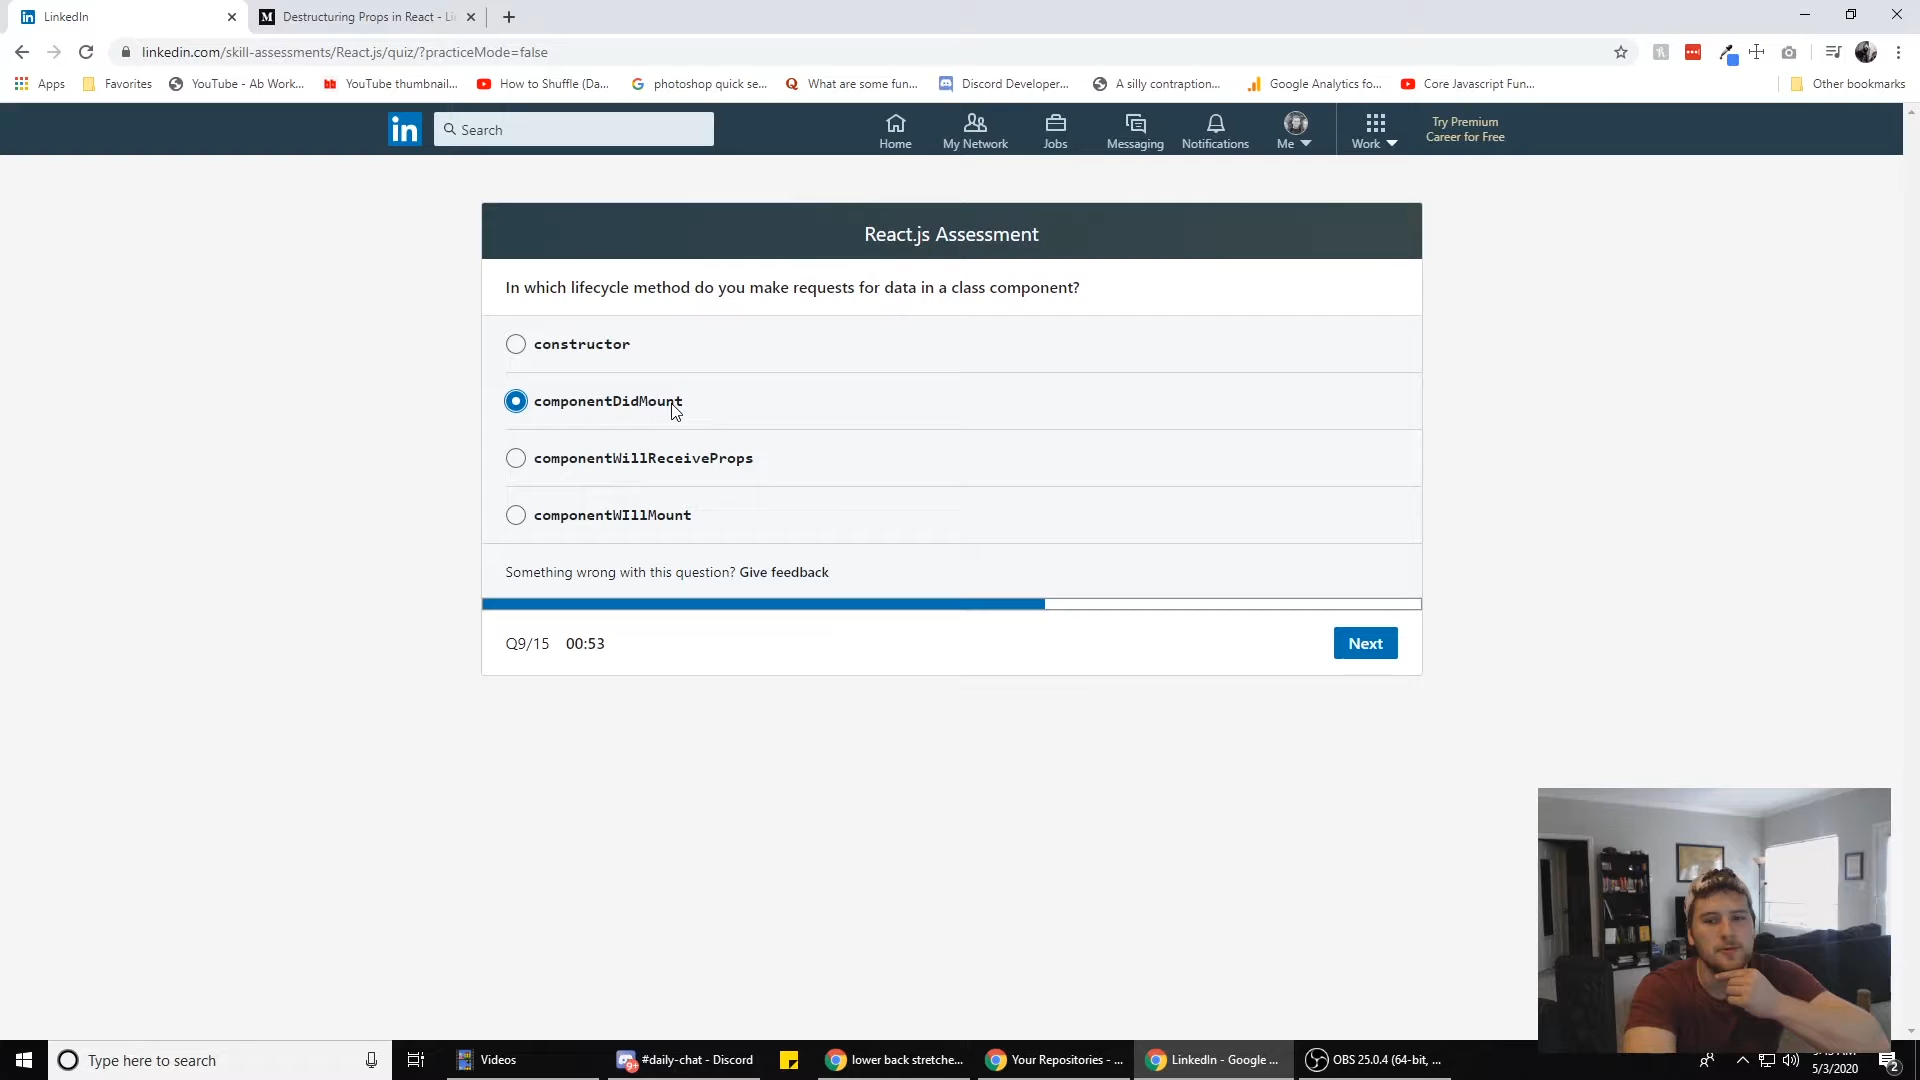 LinkedIn
Destructuring Props in React - Li
linkedin.com/skill-assessments/React.js/quiz/?practiceMode=false
Apps
Favorites
YouTube - Ab Work...
YouTube thumbnail...
How to Shuffle (Da...
photoshop quick se...
What are some fun...
Discord Developer...
A silly contraption...
Google Analytics fo...
Core Javascript Fun...
Other bookmarks
in
Search
Home
My Network
Jobs
Messaging
Notifications
Me
Work
Try Premium
Career for Free
React.js Assessment
In which lifecycle method do you make requests for data in a class component?
constructor
componentDidMount
componentWillReceiveProps
componentWIllMount
Something wrong with this question? Give feedback
Q9/15 00:53
Next
Type here to search
Videos
#daily-chat - Discord
lower back stretche...
Your Repositories - ...
LinkedIn - Google ...
OBS 25.0.4 (64-bit, ...
5/3/2020
2